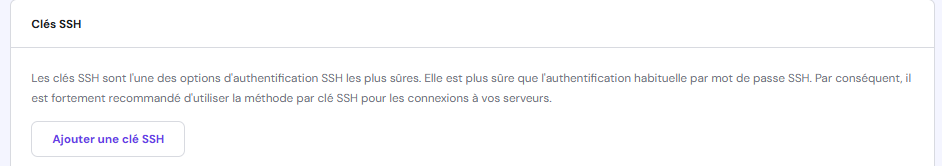 Clés SSH
Les clés SSH sont l'une des options d'authentification SSH les plus sûres. Elle est plus sûre que l'authentification habituelle par mot de passe SSH. Par conséquent, il
est fortement recommandé d'utiliser la méthode par clé SSH pour les connexions à vos serveurs.
Ajouter une clé SSH